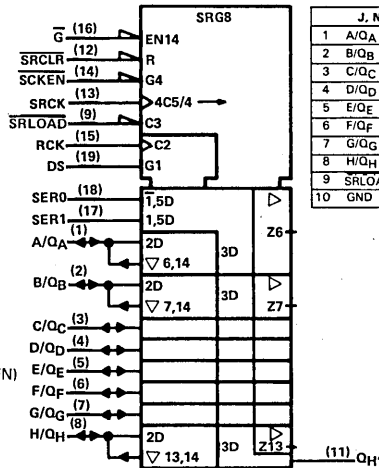 SRG8
G̅ (16) EN14
S̅R̅C̅L̅R̅ (12) R
S̅C̅K̅E̅N̅ (14) G4
SRCK (13) 4C5/4
S̅R̅L̅O̅A̅D̅ (9) C3
RCK (15) C2
DS (19) G1
SER0 (18) 1̅,5D
SER1 (17) 1,5D
Z6
A/QA (1) 2D 3D
6,14
B/QB (2) 2D 3D
7,14 Z7
C/QC (3)
D/QD (4)
E/QE (5)
F/QF (6)
G/QG (7)
H/QH (8) 2D 3D Z13
13,14
(11) QH'
FN)
J, N
1 A/QA
2 B/QB
3 C/QC
4 D/QD
5 E/QE
6 F/QF
7 G/QG
8 H/QH
9 SRLOA
10 GND